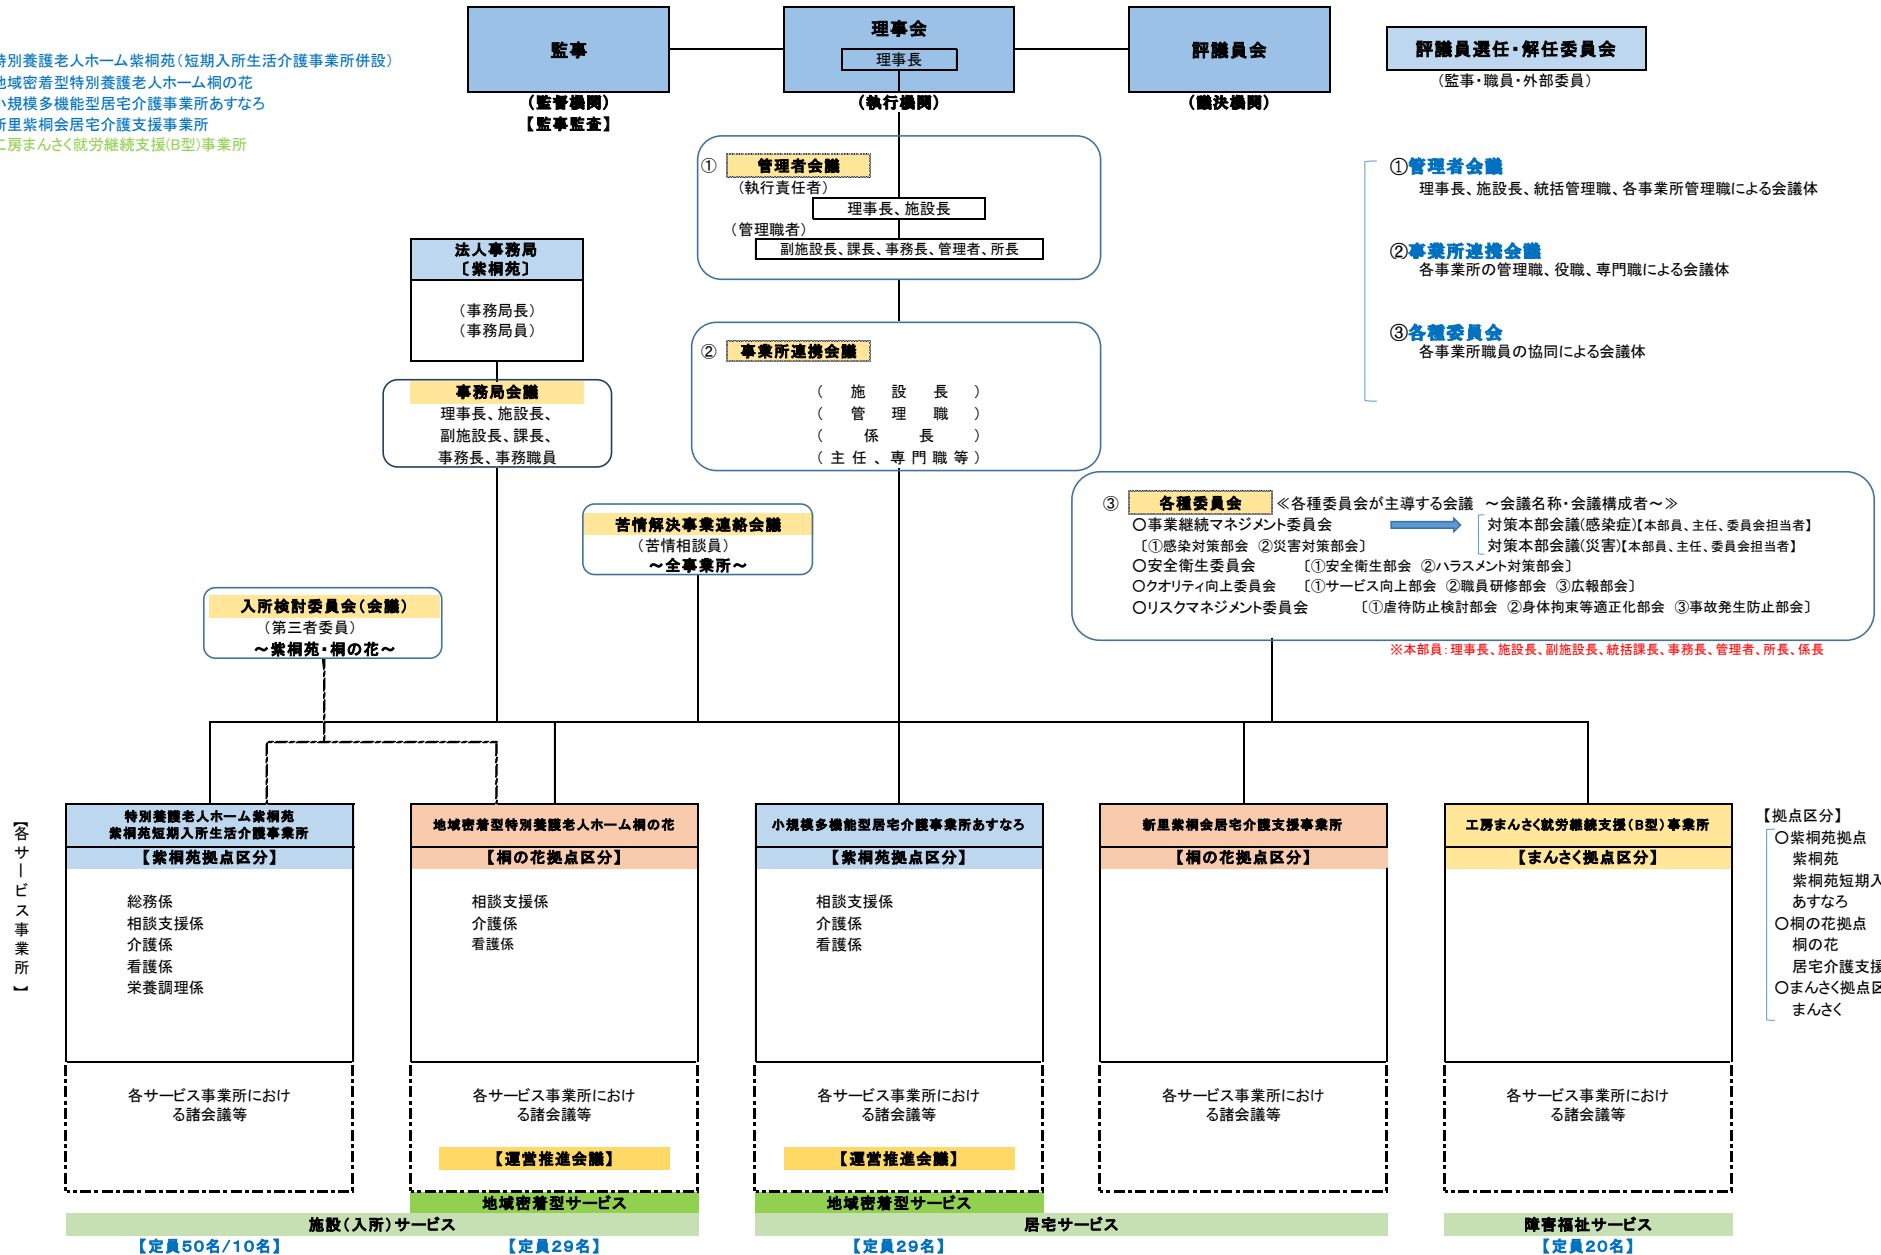 特別養護老人ホーム紫桐苑(短期入所生活介護事業所併設)
地域密着型特別養護老人ホーム桐の花
小規模多機能型居宅介護事業所あすなろ
新里紫桐会居宅介護支援事業所
工房まんさく就労継続支援(B型)事業所
監事
(監督機関)
【監事監査】
理事会
理事長
(執行機関)
評議員会
(議決機関)
評議員選任・解任委員会
(監事・職員・外部委員)
① 管理者会議
(執行責任者)
理事長、施設長
(管理職者)
副施設長、課長、事務長、管理者、所長
①管理者会議
理事長、施設長、統括管理職、各事業所管理職による会議体
②事業所連携会議
各事業所の管理職、役職、専門職による会議体
③各種委員会
各事業所職員の協同による会議体
法人事務局
〔紫桐苑〕
(事務局長)
(事務局員)
事務局会議
理事長、施設長、
副施設長、課長、
事務長、事務職員
② 事業所連携会議
( 施 設 長 )
( 管 理 職 )
( 係 長 )
(主任、専門職等)
苦情解決事業連絡会議
(苦情相談員)
~全事業所~
入所検討委員会(会議)
(第三者委員)
~紫桐苑・桐の花~
③ 各種委員会 ≪各種委員会が主導する会議 ~会議名称・会議構成者~≫
○事業継続マネジメント委員会 対策本部会議(感染症)【本部員、主任、委員会担当者】
〔①感染対策部会 ②災害対策部会〕 対策本部会議(災害)【本部員、主任、委員会担当者】
○安全衛生委員会 〔①安全衛生部会 ②ハラスメント対策部会〕
○クオリティ向上委員会 〔①サービス向上部会 ②職員研修部会 ③広報部会〕
○リスクマネジメント委員会 〔①虐待防止検討部会 ②身体拘束等適正化部会 ③事故発生防止部会〕
※本部員:理事長、施設長、副施設長、統括課長、事務長、管理者、所長、係長
【各サービス事業所】
特別養護老人ホーム紫桐苑
紫桐苑短期入所生活介護事業所
【紫桐苑拠点区分】
総務係
相談支援係
介護係
看護係
栄養調理係
各サービス事業所におけ
る諸会議等
地域密着型特別養護老人ホーム桐の花
【桐の花拠点区分】
相談支援係
介護係
看護係
各サービス事業所におけ
る諸会議等
【運営推進会議】
地域密着型サービス
小規模多機能型居宅介護事業所あすなろ
【紫桐苑拠点区分】
相談支援係
介護係
看護係
各サービス事業所におけ
る諸会議等
【運営推進会議】
地域密着型サービス
新里紫桐会居宅介護支援事業所
【桐の花拠点区分】
各サービス事業所におけ
る諸会議等
工房まんさく就労継続支援(B型)事業所
【まんさく拠点区分】
各サービス事業所におけ
る諸会議等
【拠点区分】
○紫桐苑拠点
紫桐苑
紫桐苑短期入
あすなろ
○桐の花拠点
桐の花
居宅介護支援
○まんさく拠点区
まんさく
施設(入所)サービス
居宅サービス
障害福祉サービス
【定員50名/10名】
【定員29名】
【定員29名】
【定員20名】